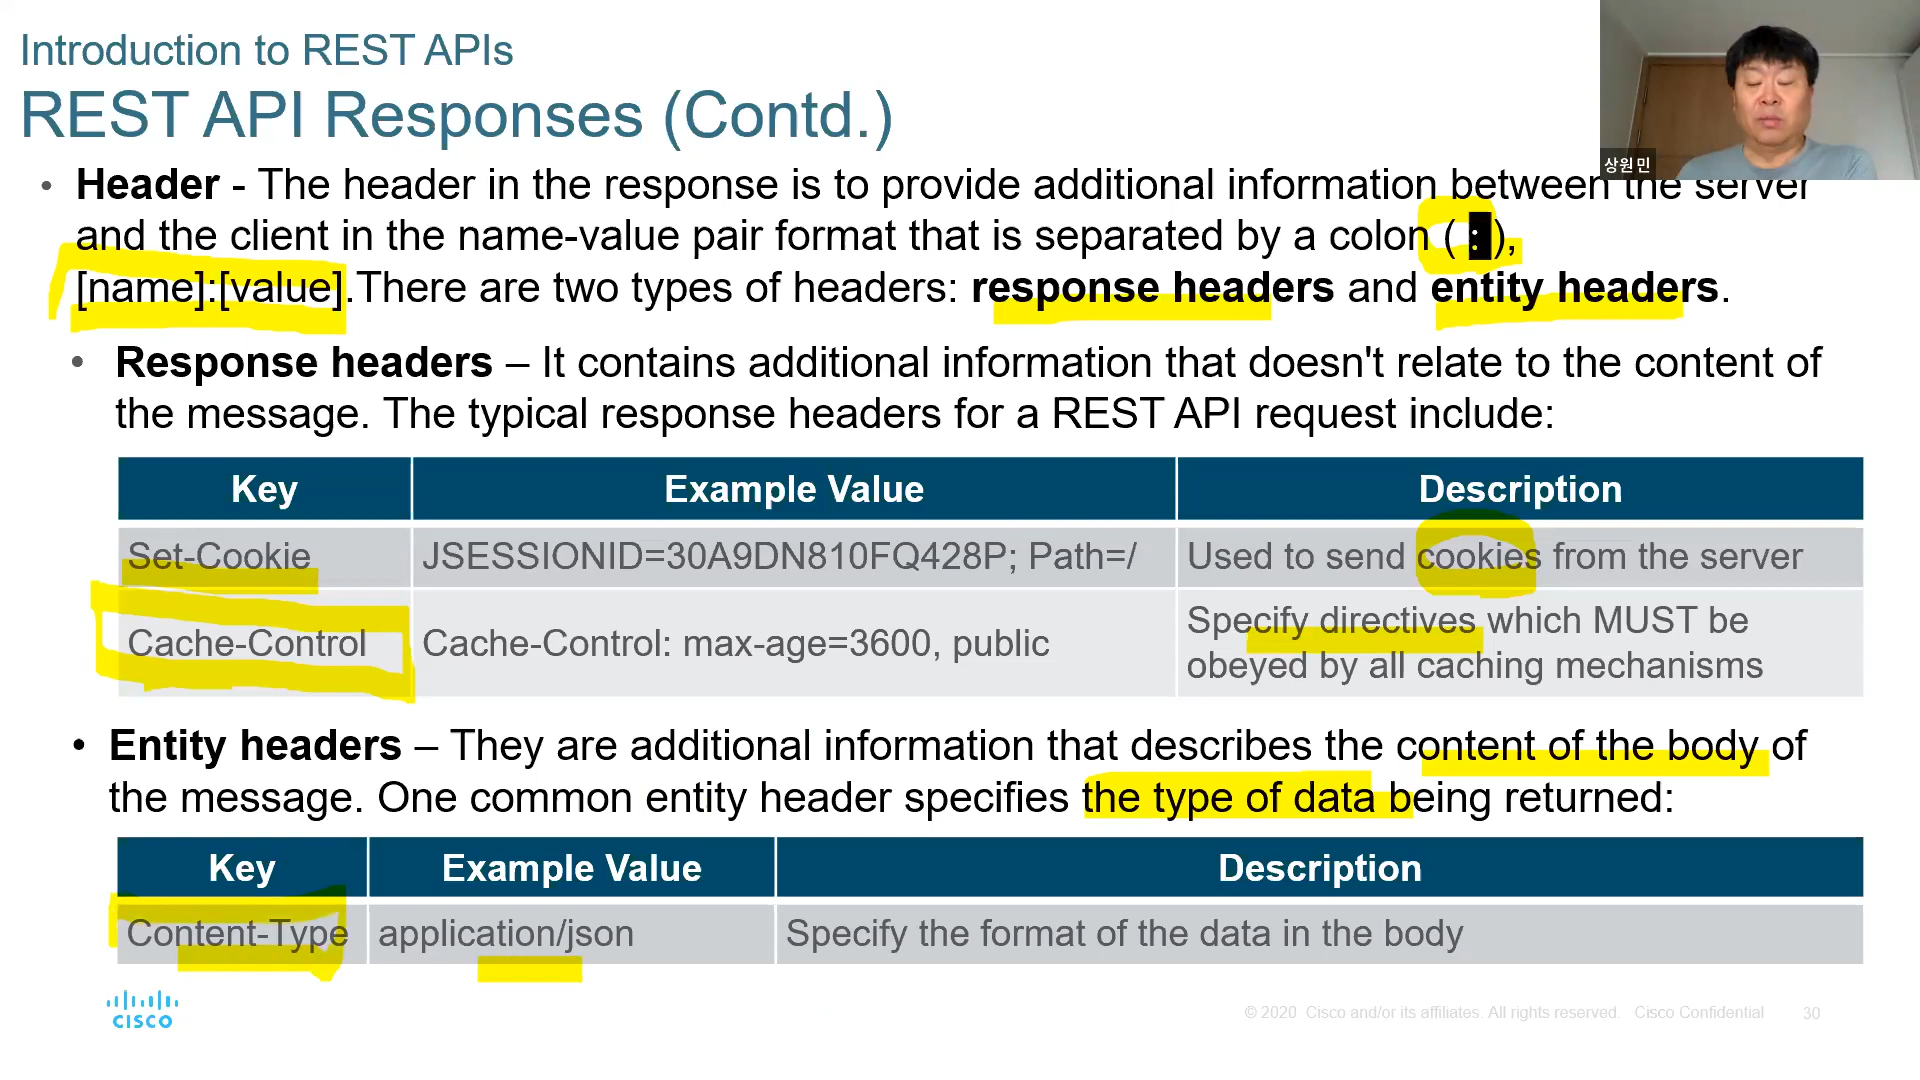 Introduction to REST APIs
REST API Responses (Contd.)
상원 민
• Header - The header in the response is to provide additional information between the server
and the client in the name-value pair format that is separated by a colon ( : ),
[name]:[value].There are two types of headers: response headers and entity headers.
• Response headers – It contains additional information that doesn't relate to the content of
the message. The typical response headers for a REST API request include:
Key Example Value Description
Set-Cookie JSESSIONID=30A9DN810FQ428P; Path=/ Used to send cookies from the server
Cache-Control Cache-Control: max-age=3600, public Specify directives which MUST be
obeyed by all caching mechanisms
• Entity headers – They are additional information that describes the content of the body of
the message. One common entity header specifies the type of data being returned:
Key Example Value Description
Content-Type application/json Specify the format of the data in the body
CISCO
© 2020 Cisco and/or its affiliates. All rights reserved. Cisco Confidential 30